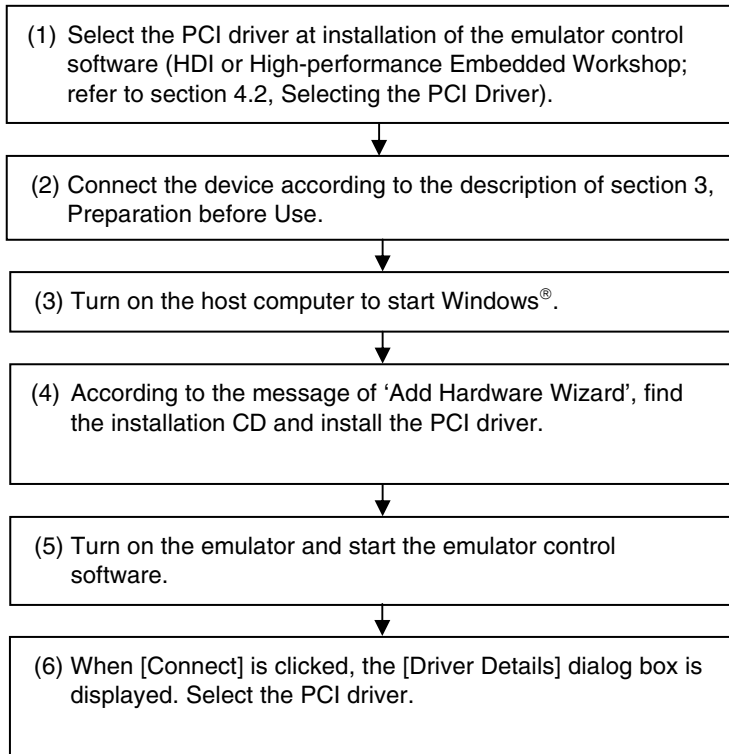 (1) Select the PCI driver at installation of the emulator control
software (HDI or High-performance Embedded Workshop;
refer to section 4.2, Selecting the PCI Driver).
(2) Connect the device according to the description of section 3,
Preparation before Use.
(3) Turn on the host computer to start Windows®.
(4) According to the message of ‘Add Hardware Wizard’, find
the installation CD and install the PCI driver.
(5) Turn on the emulator and start the emulator control
software.
(6) When [Connect] is clicked, the [Driver Details] dialog box is
displayed. Select the PCI driver.